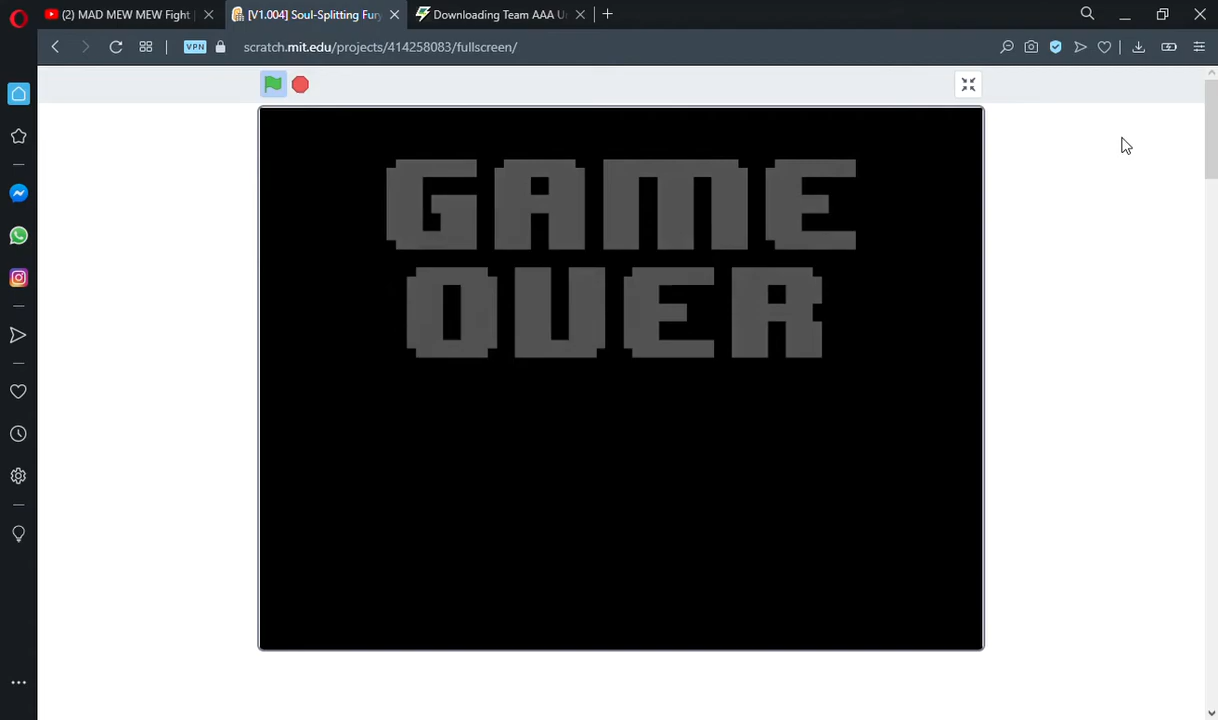 (2) MAD MEW MEW Fight
[V1.004] Soul-Splitting Fury
Downloading Team AAA U
VPN
scratch.mit.edu/projects/414258083/fullscreen/
GAME
OVER